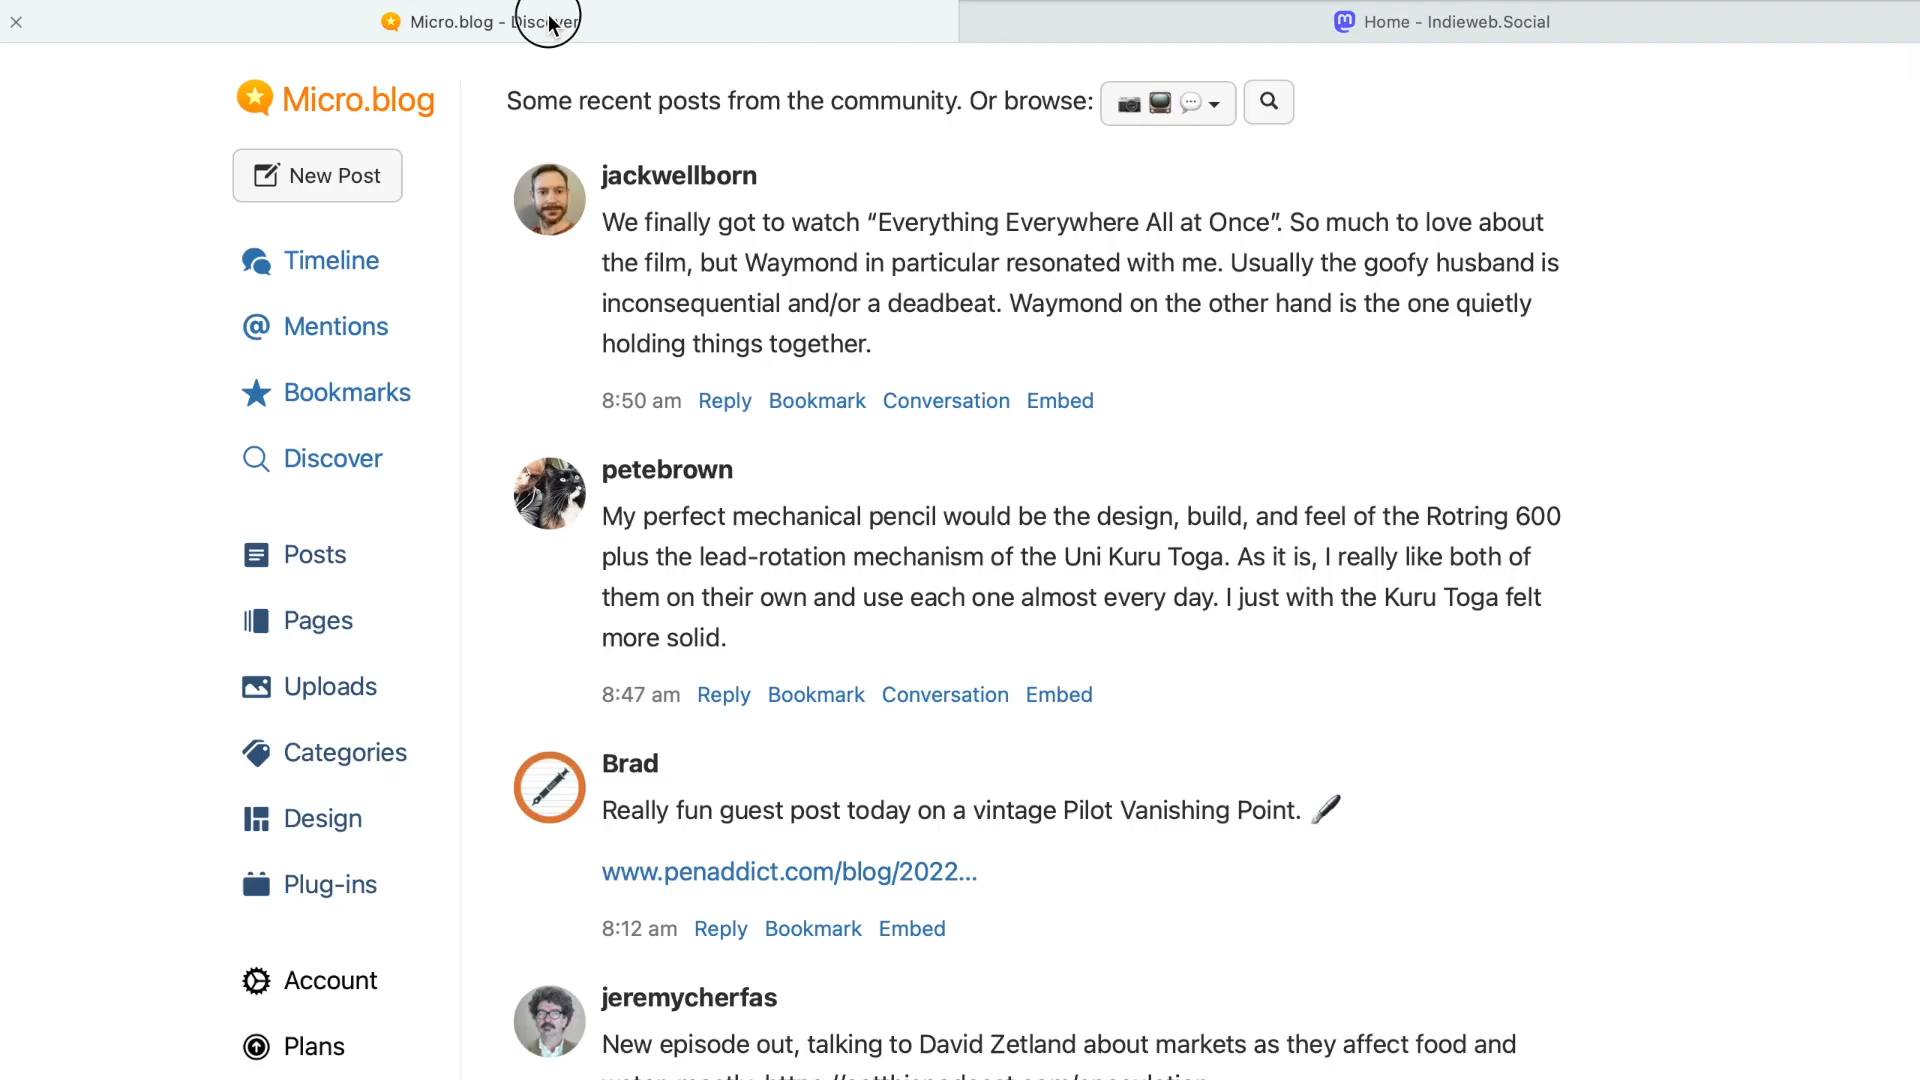 Micro.blog - Discover
Home - Indieweb.Social
Micro.blog
New Post
Timeline
Mentions
Bookmarks
Discover
Posts
Pages
Uploads
Categories
Design
Plug-ins
Account
Plans
Some recent posts from the community. Or browse:
jackwellborn
We finally got to watch “Everything Everywhere All at Once”. So much to love about
the film, but Waymond in particular resonated with me. Usually the goofy husband is
inconsequential and/or a deadbeat. Waymond on the other hand is the one quietly
holding things together.
8:50 am Reply Bookmark Conversation Embed
petebrown
My perfect mechanical pencil would be the design, build, and feel of the Rotring 600
plus the lead-rotation mechanism of the Uni Kuru Toga. As it is, I really like both of
them on their own and use each one almost every day. I just with the Kuru Toga felt
more solid.
8:47 am Reply Bookmark Conversation Embed
Brad
Really fun guest post today on a vintage Pilot Vanishing Point. 🖋
www.penaddict.com/blog/2022...
8:12 am Reply Bookmark Embed
jeremycherfas
New episode out, talking to David Zetland about markets as they affect food and